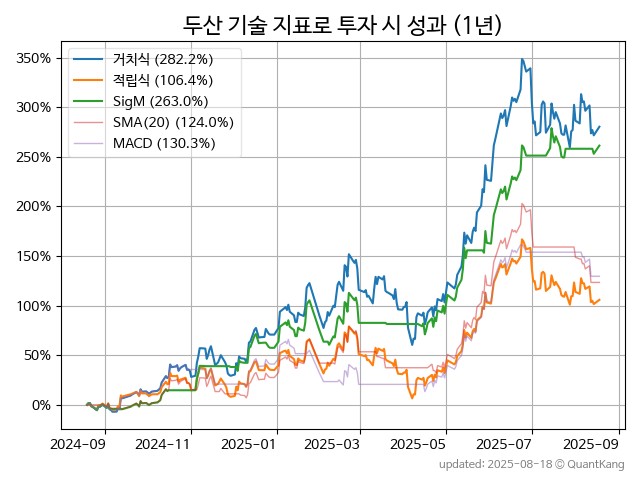 두산 기술 지표로 투자 시 성과 (1년)
350%
300%
250%
200%
150%
100%
50%
0%
거치식 (282.2%)
적립식 (106.4%)
SigM (263.0%)
SMA(20) (124.0%)
MACD (130.3%)
2024-09
2024-11
2025-01
2025-03
2025-05
2025-07
2025-09
updated: 2025-08-18 © QuantKang